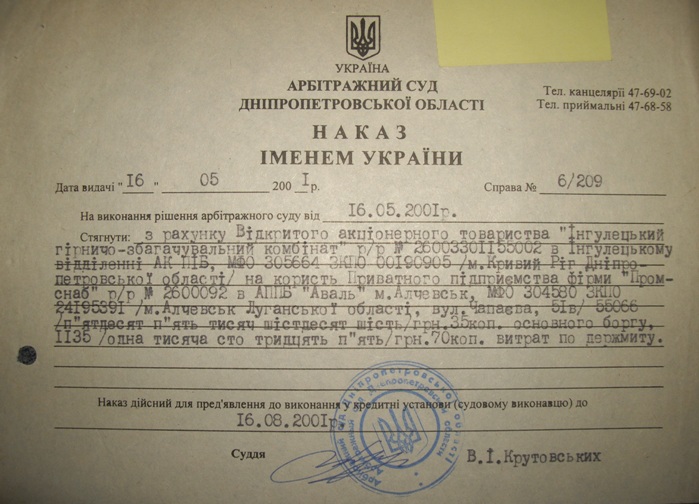 УКРАЇНА
АРБІТРАЖНИЙ СУД
ДНІПРОПЕТРОВСЬКОЇ ОБЛАСТІ
Тел. канцелярії 47-69-02
Тел. приймальні 47-68-58
НАКАЗ
ІМЕНЕМ УКРАЇНИ
Дата видачі "16" 05 2001р. Справа № 6/209
На виконання рішення арбітражного суду від 16.05.2001р.
Стягнути: з рахунку Відкритого акціонерного товариства "Інгулецький
гірничо-збагачувальний комбінат" р/р № 26003301155002 в Інгулецькому
відділенні АК ПІБ, МФО 305664 ЗКПО 00190905 /м.Кривий Ріг Дніпро-
петровської області/ на користь Приватного підприємства фірми "Пром-
снаб" р/р № 2600092 в АППБ "Аваль" м.Алчевськ, МФО 304580 ЗКПО
24195391 /м.Алчевськ Луганської області, вул.Чапаєва, 51в/ 55066
/п"ятдесят п"ять тисяч шістдесят шість/грн.35коп. основного боргу,
1135 /одна тисяча сто тридцять п"ять/грн.70коп. витрат по держмиту.
Наказ дійсний для пред'явлення до виконання у кредитні установи (судовому виконавцю) до
16.08.2001р.
Суддя В.І.Крутовських